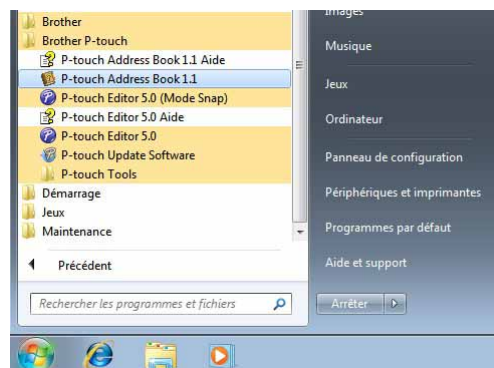 Brother
Brother P-touch
P-touch Address Book 1.1 Aide
P-touch Address Book 1.1
P-touch Editor 5.0 (Mode Snap)
P-touch Editor 5.0 Aide
P-touch Editor 5.0
P-touch Update Software
P-touch Tools
Démarrage
Jeux
Maintenance
Précédent
Rechercher les programmes et fichiers
Images
Musique
Jeux
Ordinateur
Panneau de configuration
Périphériques et imprimantes
Programmes par défaut
Aide et support
Arrêter